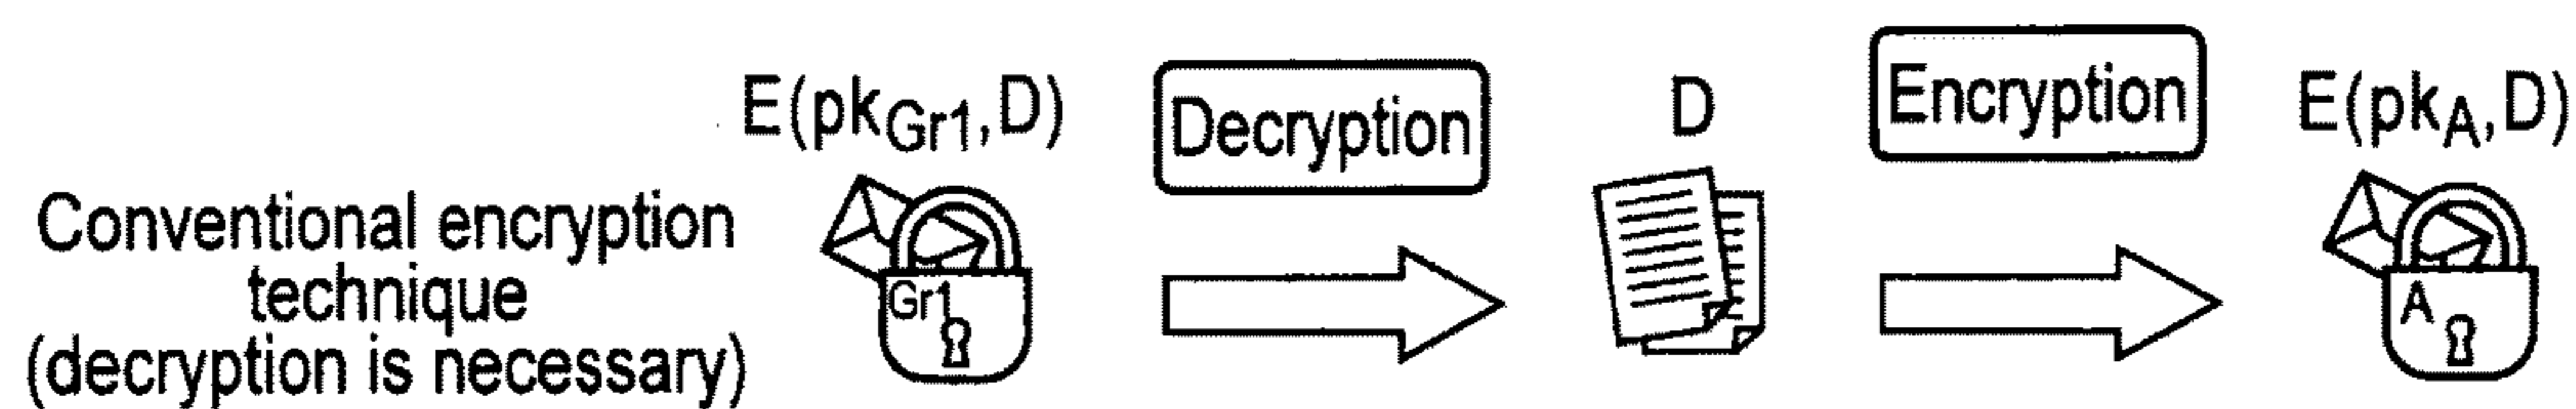 E(pkGr1,D)
Decryption
D
Encryption
E(pkA,D)
Conventional encryption
technique
(decryption is necessary)
Gr1
A